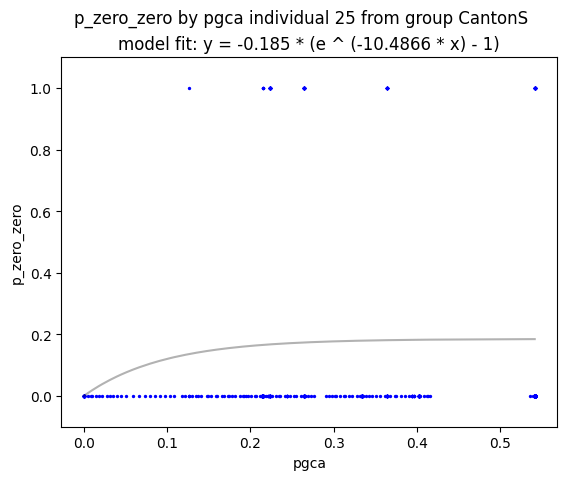 p_zero_zero by pgca individual 25 from group CantonS
model fit: y = -0.185 * (e ^ (-10.4866 * x) - 1)
1.0
0.8
0.6
0.4
0.2
0.0
p_zero_zero
0.0 0.1 0.2 0.3 0.4 0.5
pgca